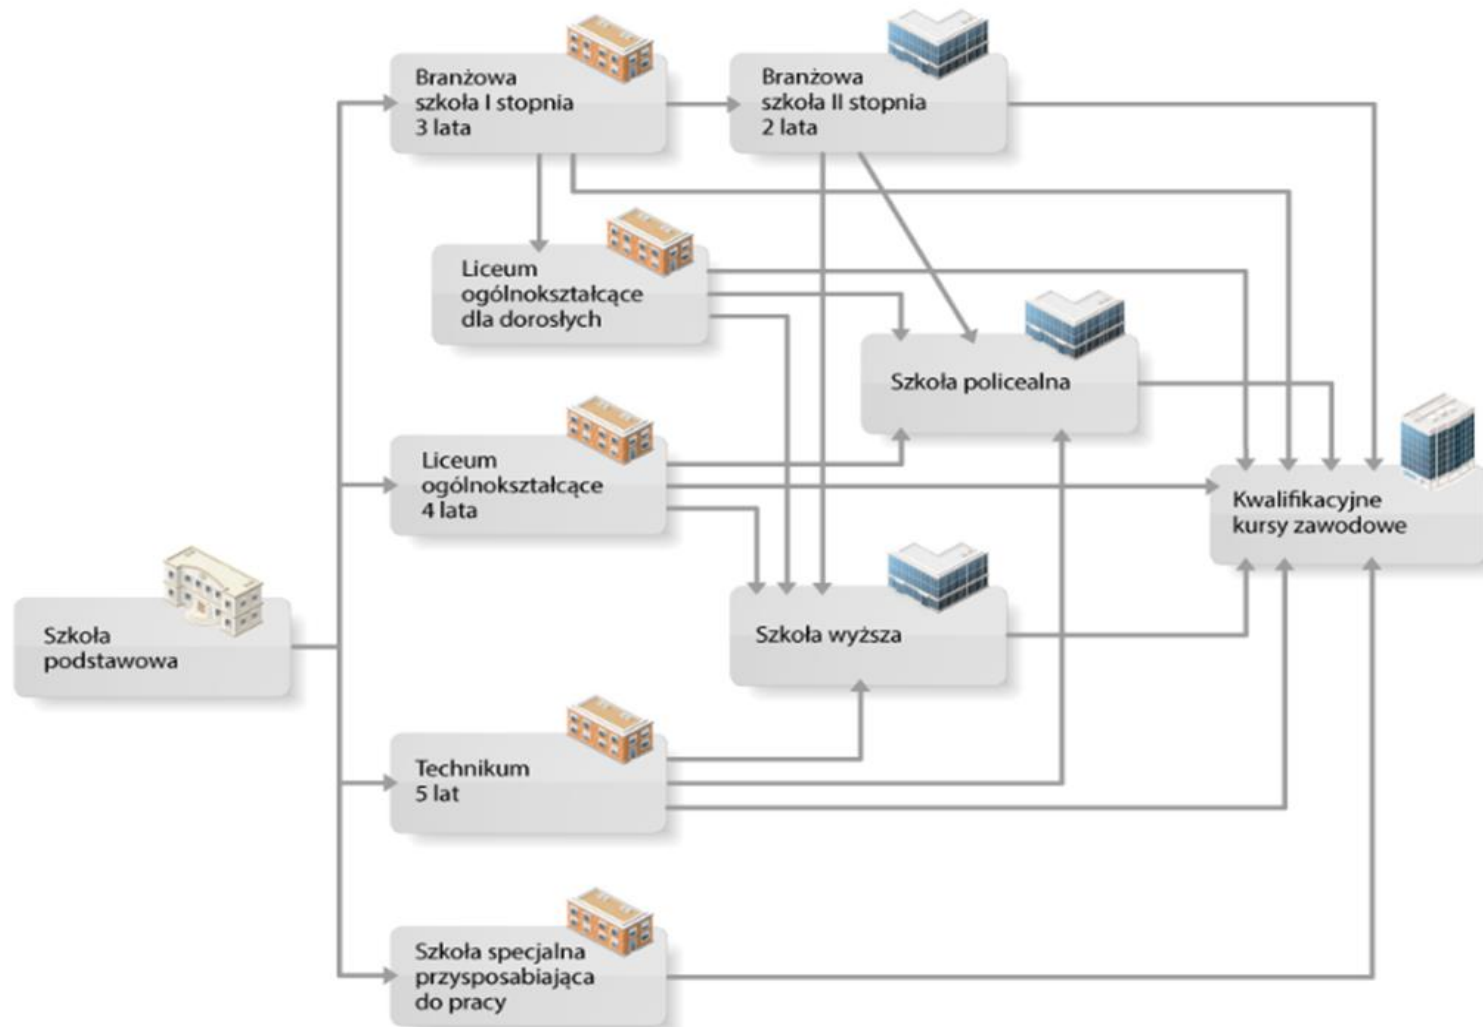 Branżowa
szkoła I stopnia
3 lata
Branżowa
szkoła II stopnia
2 lata
Liceum
ogólnokształcące
dla dorosłych
Szkoła policealna
Liceum
ogólnokształcące
4 lata
Kwalifikacyjne
kursy zawodowe
Szkoła
podstawowa
Szkoła wyższa
Technikum
5 lat
Szkoła specjalna
przysposabiająca
do pracy